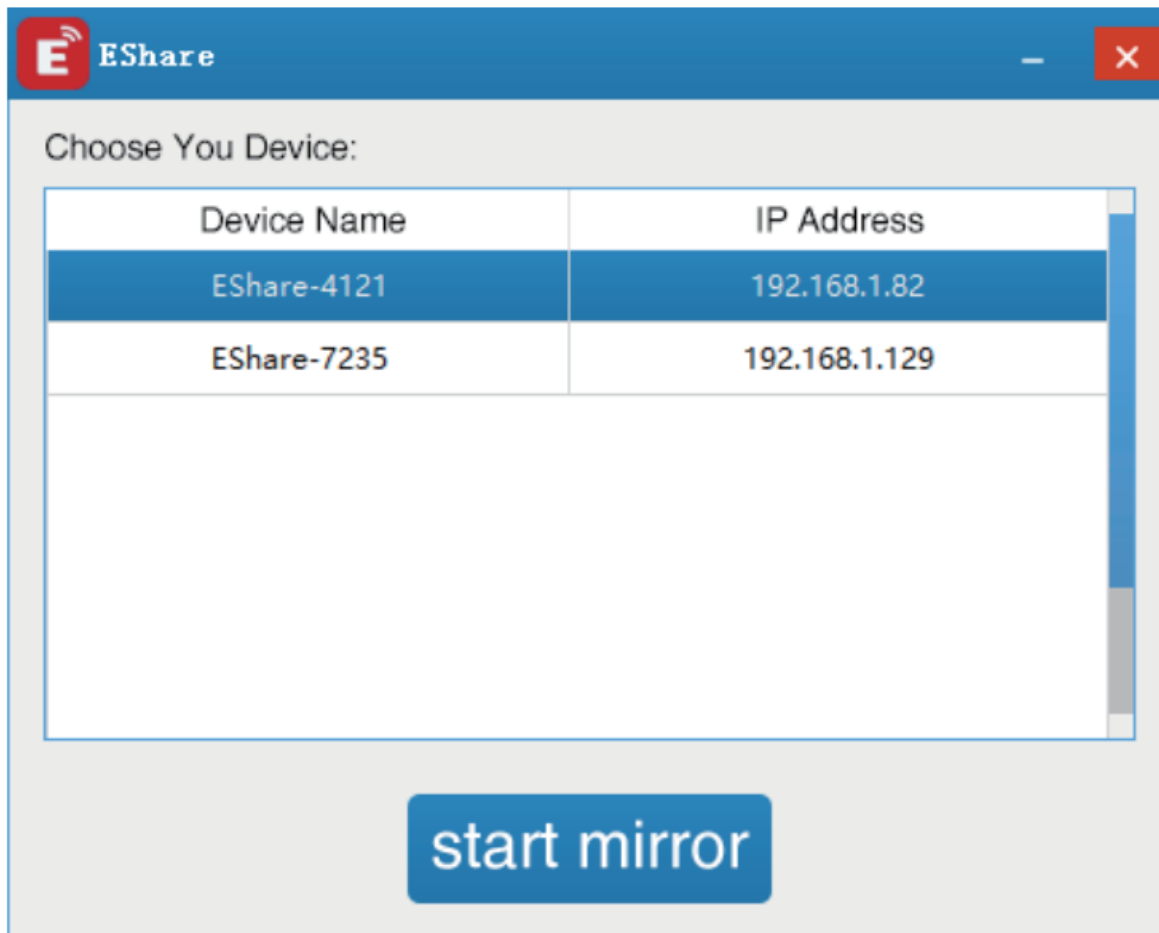 E EShare
Choose You Device:
Device Name IP Address
EShare-4121 192.168.1.82
EShare-7235 192.168.1.129
start mirror